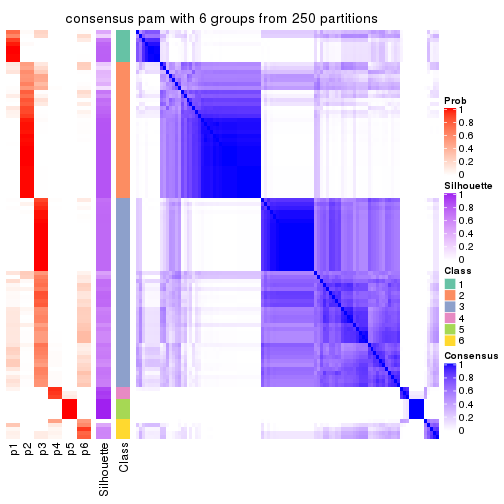 consensus pam with 6 groups from 250 partitions
Prob
1
0.8
0.6
0.4
0.2
0
Silhouette
1
0.8
0.6
0.4
0.2
0
Class
1
2
3
4
5
6
Consensus
1
0.8
0.6
0.4
0.2
0
p1
p2
p3
p4
p5
p6
Silhouette
Class